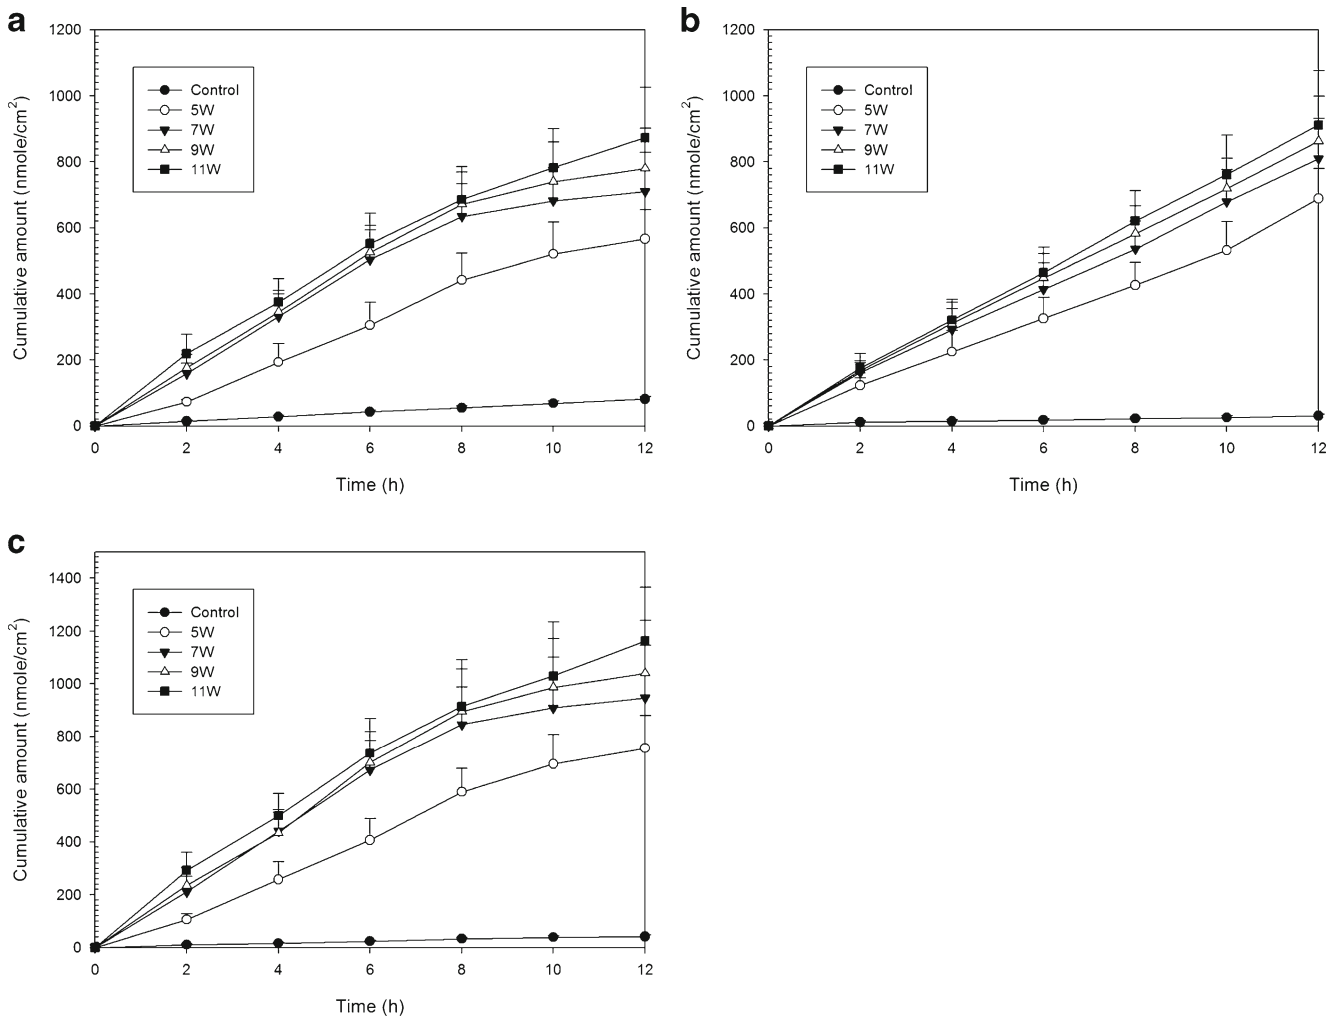 a
1200
1000
800
600
400
200
0
Cumulative amount (nmole/cm²)
Control
5W
7W
9W
11W
0 2 4 6 8 10 12
Time (h)
b
1200
1000
800
600
400
200
0
Cumulative amount (nmole/cm²)
Control
5W
7W
9W
11W
0 2 4 6 8 10 12
Time (h)
c
1400
1200
1000
800
600
400
200
0
Cumulative amount (nmole/cm²)
Control
5W
7W
9W
11W
0 2 4 6 8 10 12
Time (h)